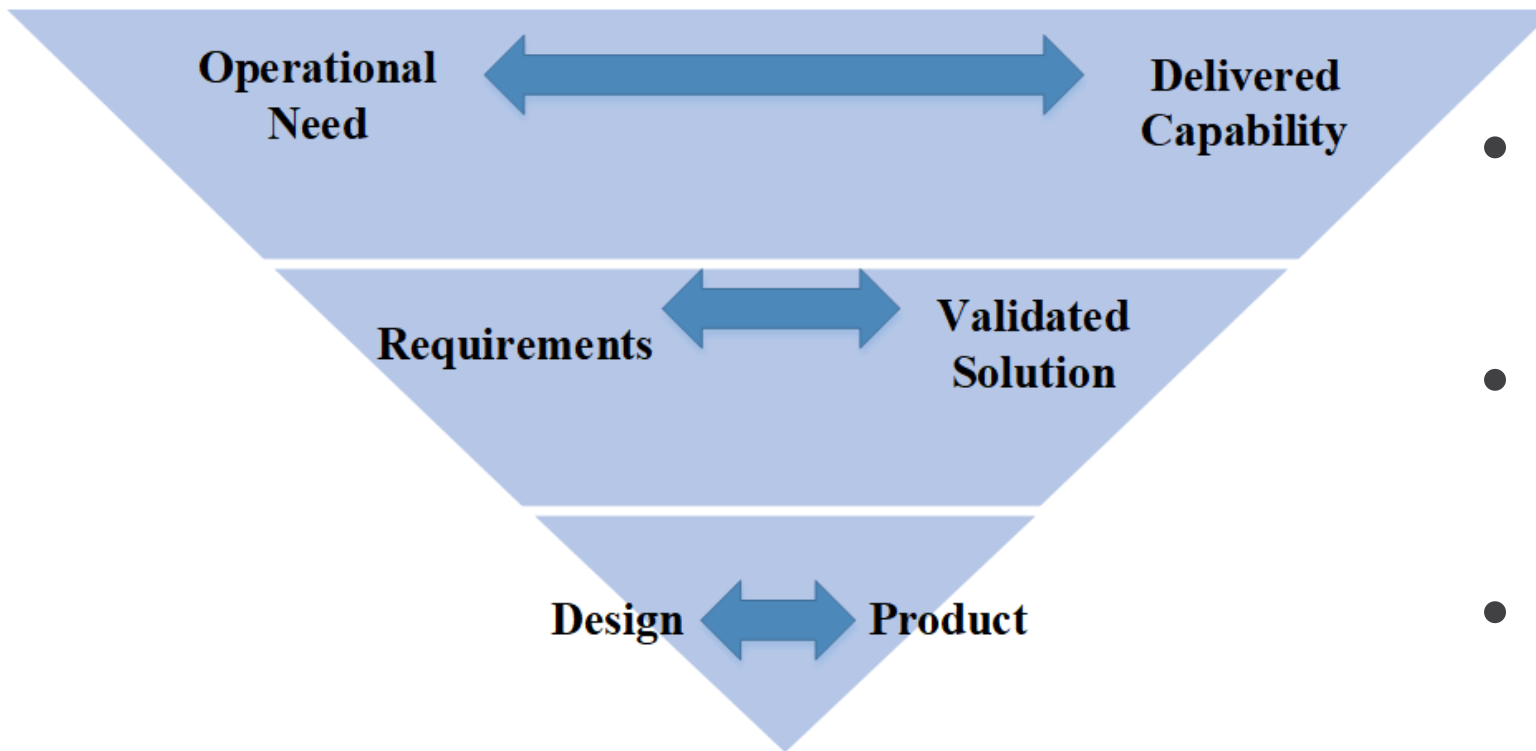 Operational
Need
Delivered
Capability
Requirements
Validated
Solution
Design
Product